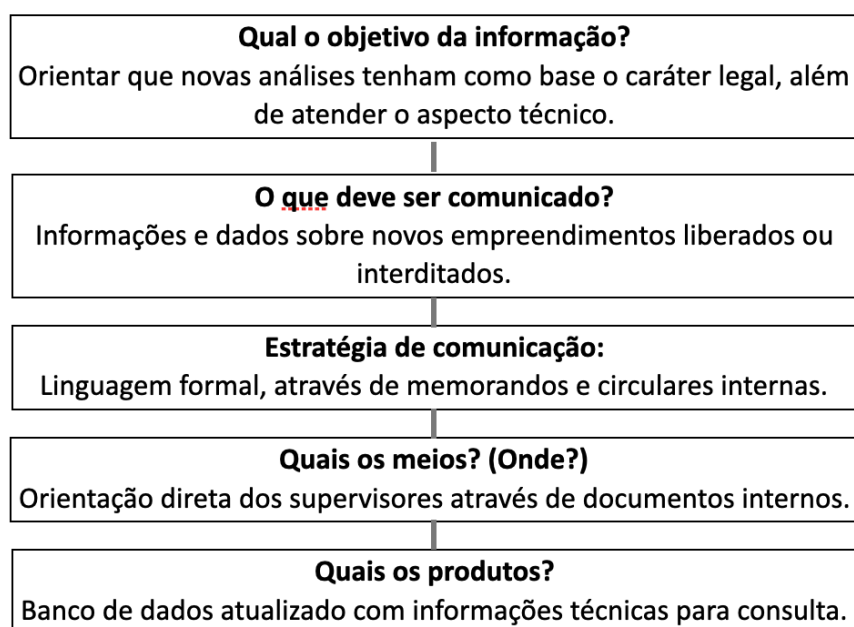 Qual o objetivo da informação?
Orientar que novas análises tenham como base o caráter legal, além
de atender o aspecto técnico.
O que deve ser comunicado?
Informações e dados sobre novos empreendimentos liberados ou
interditados.
Estratégia de comunicação:
Linguagem formal, através de memorandos e circulares internas.
Quais os meios? (Onde?)
Orientação direta dos supervisores através de documentos internos.
Quais os produtos?
Banco de dados atualizado com informações técnicas para consulta.